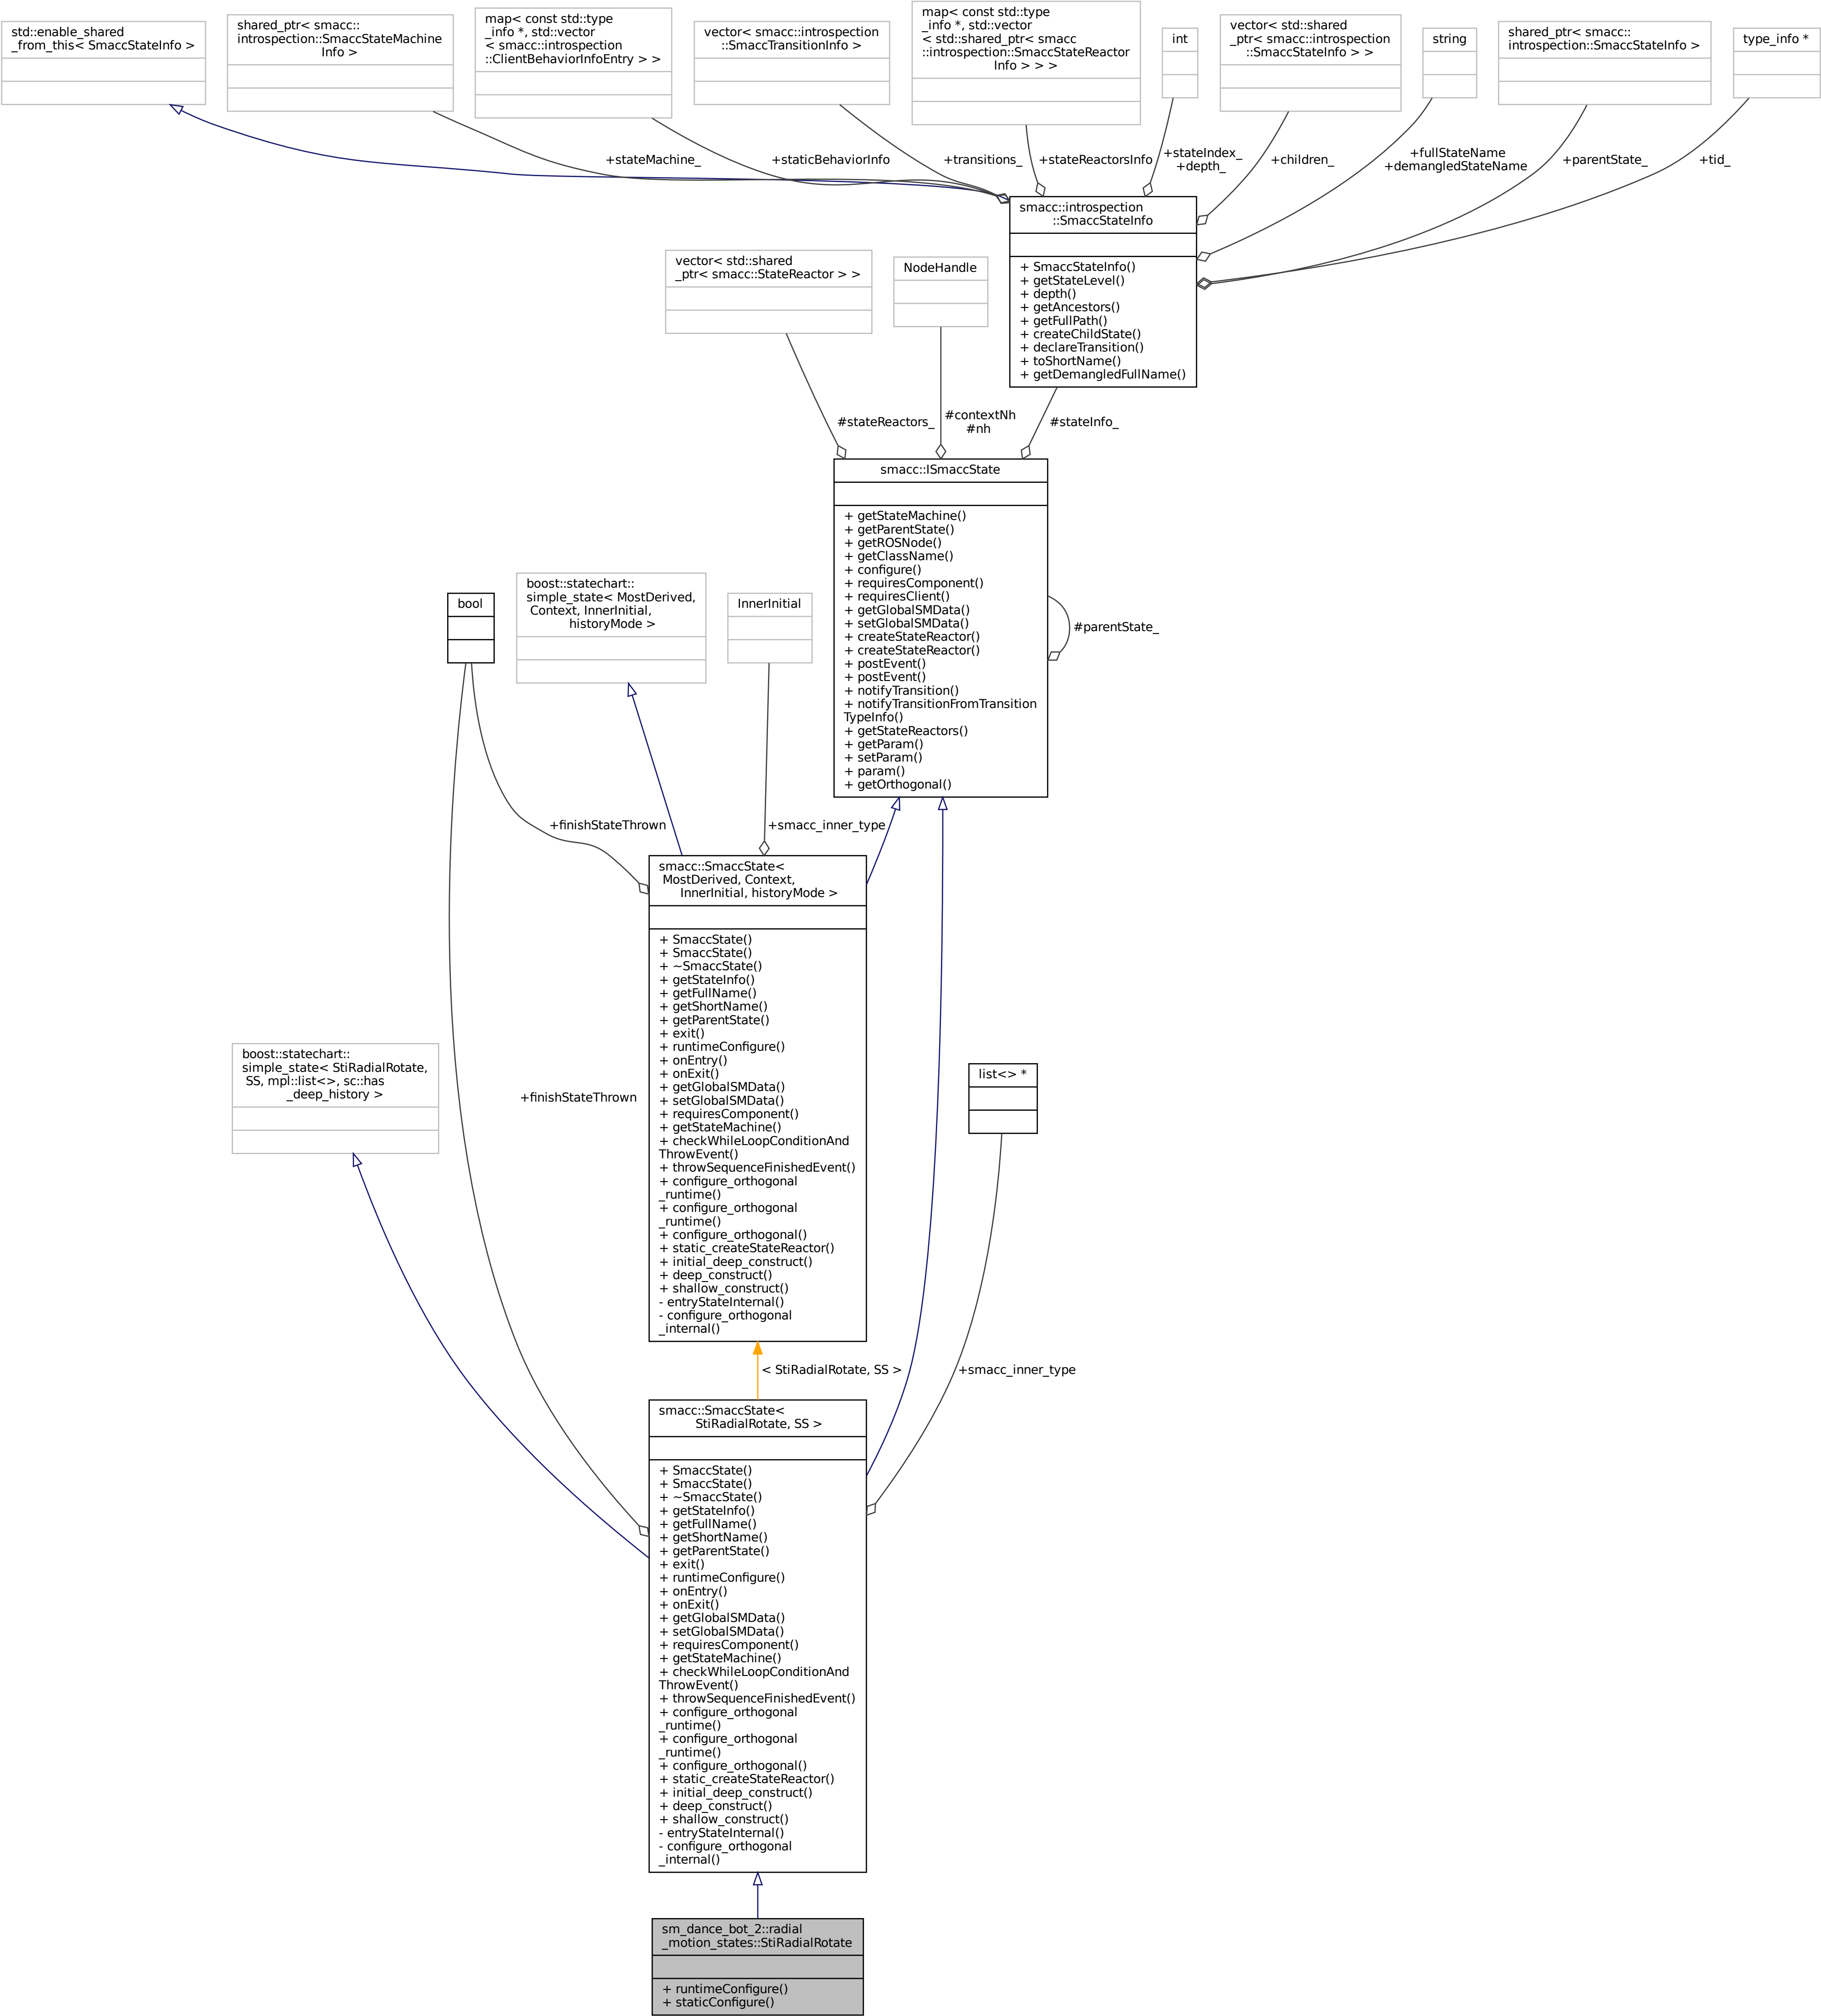 std::enable_shared
_from_this< SmaccStateInfo >
shared_ptr< smacc::
introspection::SmaccStateMachine
Info >
map< const std::type
_info *, std::vector
< smacc::introspection
::ClientBehaviorInfoEntry > >
vector< smacc::introspection
::SmaccTransitionInfo >
map< const std::type
_info *, std::vector
< std::shared_ptr< smacc
::introspection::SmaccStateReactor
Info > > >
int
vector< std::shared
_ptr< smacc::introspection
::SmaccStateInfo > >
string
shared_ptr< smacc::
introspection::SmaccStateInfo >
type_info *
+stateMachine_
+staticBehaviorInfo
+transitions_
+stateReactorsInfo
+stateIndex_
+depth_
+children_
+fullStateName
+demangledStateName
+parentState_
+tid_
smacc::introspection
::SmaccStateInfo
+ SmaccStateInfo()
+ getStateLevel()
+ depth()
+ getAncestors()
+ getFullPath()
+ createChildState()
+ declareTransition()
+ toShortName()
+ getDemangledFullName()
vector< std::shared
_ptr< smacc::StateReactor > >
NodeHandle
#stateReactors_
#contextNh
#nh
#stateInfo_
smacc::ISmaccState
+ getStateMachine()
+ getParentState()
+ getROSNode()
+ getClassName()
+ configure()
+ requiresComponent()
+ requiresClient()
+ getGlobalSMData()
+ setGlobalSMData()
+ createStateReactor()
+ createStateReactor()
+ postEvent()
+ postEvent()
+ notifyTransition()
+ notifyTransitionFromTransition
TypeInfo()
+ getStateReactors()
+ getParam()
+ setParam()
+ param()
+ getOrthogonal()
#parentState_
bool
boost::statechart::
simple_state< MostDerived,
Context, InnerInitial,
historyMode >
InnerInitial
+finishStateThrown
+smacc_inner_type
smacc::SmaccState<
MostDerived, Context,
InnerInitial, historyMode >
+ SmaccState()
+ SmaccState()
+ ~SmaccState()
+ getStateInfo()
+ getFullName()
+ getShortName()
+ getParentState()
+ exit()
+ runtimeConfigure()
+ onEntry()
+ onExit()
+ getGlobalSMData()
+ setGlobalSMData()
+ requiresComponent()
+ getStateMachine()
+ checkWhileLoopConditionAnd
ThrowEvent()
+ throwSequenceFinishedEvent()
+ configure_orthogonal
_runtime()
+ configure_orthogonal
_runtime()
+ configure_orthogonal()
+ static_createStateReactor()
+ initial_deep_construct()
+ deep_construct()
+ shallow_construct()
- entryStateInternal()
- configure_orthogonal
_internal()
boost::statechart::
simple_state< StiRadialRotate,
SS, mpl::list<>, sc::has
_deep_history >
+finishStateThrown
list<> *
< StiRadialRotate, SS >
+smacc_inner_type
smacc::SmaccState<
StiRadialRotate, SS >
+ SmaccState()
+ SmaccState()
+ ~SmaccState()
+ getStateInfo()
+ getFullName()
+ getShortName()
+ getParentState()
+ exit()
+ runtimeConfigure()
+ onEntry()
+ onExit()
+ getGlobalSMData()
+ setGlobalSMData()
+ requiresComponent()
+ getStateMachine()
+ checkWhileLoopConditionAnd
ThrowEvent()
+ throwSequenceFinishedEvent()
+ configure_orthogonal
_runtime()
+ configure_orthogonal
_runtime()
+ configure_orthogonal()
+ static_createStateReactor()
+ initial_deep_construct()
+ deep_construct()
+ shallow_construct()
- entryStateInternal()
- configure_orthogonal
_internal()
sm_dance_bot_2::radial
_motion_states::StiRadialRotate
+ runtimeConfigure()
+ staticConfigure()